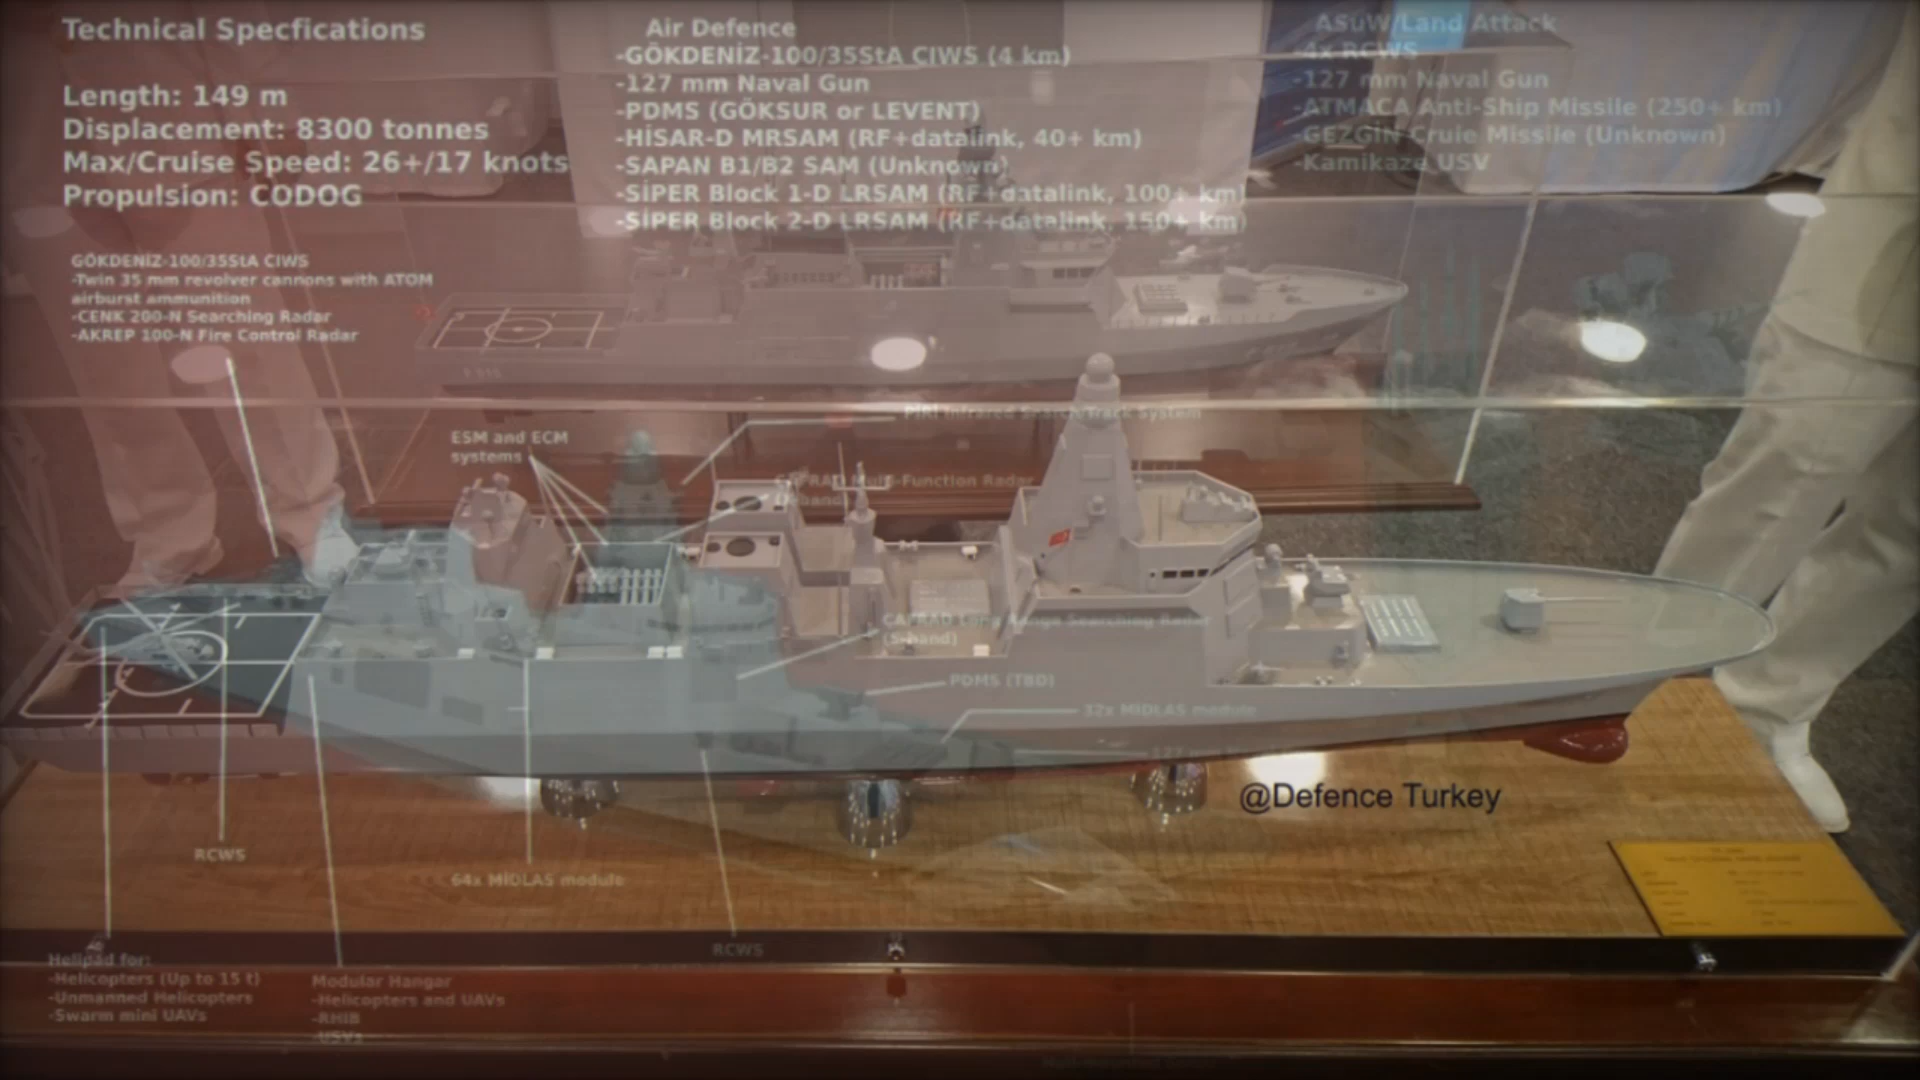 Technical Specfications
Length: 149 m
Displacement: 8300 tonnes
Max/Cruise Speed: 26+/17 knots
Propulsion: CODOG
Air Defence
-GÖKDENİZ-100/35StA CIWS (4 km)
-127 mm Naval Gun
-PDMS (GÖKSUR or LEVENT)
-HİSAR-D MRSAM (RF+datalink, 40+ km)
-SAPAN B1/B2 SAM (Unknown)
-SİPER Block 1-D LRSAM (RF+datalink, 100+ km)
-SİPER Block 2-D LRSAM (RF+datalink, 150+ km)
ASuW/Land Attack
-4x RCWS
-127 mm Naval Gun
-ATMACA Anti-Ship Missile (250+ km)
-GEZGİN Cruie Missile (Unknown)
-Kamikaze USV
GÖKDENİZ-100/35StA CIWS
-Twin 35 mm revolver cannons with ATOM
airburst ammunition
-CENK 200-N Searching Radar
-AKREP 100-N Fire Control Radar
PIRI Infrared Search/Track System
ESM and ECM
systems
CAFRAD Multi-Function Radar
CAFRAD Long Range Searching Radar
(S-band)
PDMS (TBD)
32x MİDLAS module
127 mm
@Defence Turkey
RCWS
64x MİDLAS module
RCWS
Helipad for:
-Helicopters (Up to 15 t)
-Unmanned Helicopters
-Swarm mini UAVs
Modular Hangar
-Helicopters and UAVs
-RHIB
-USVs